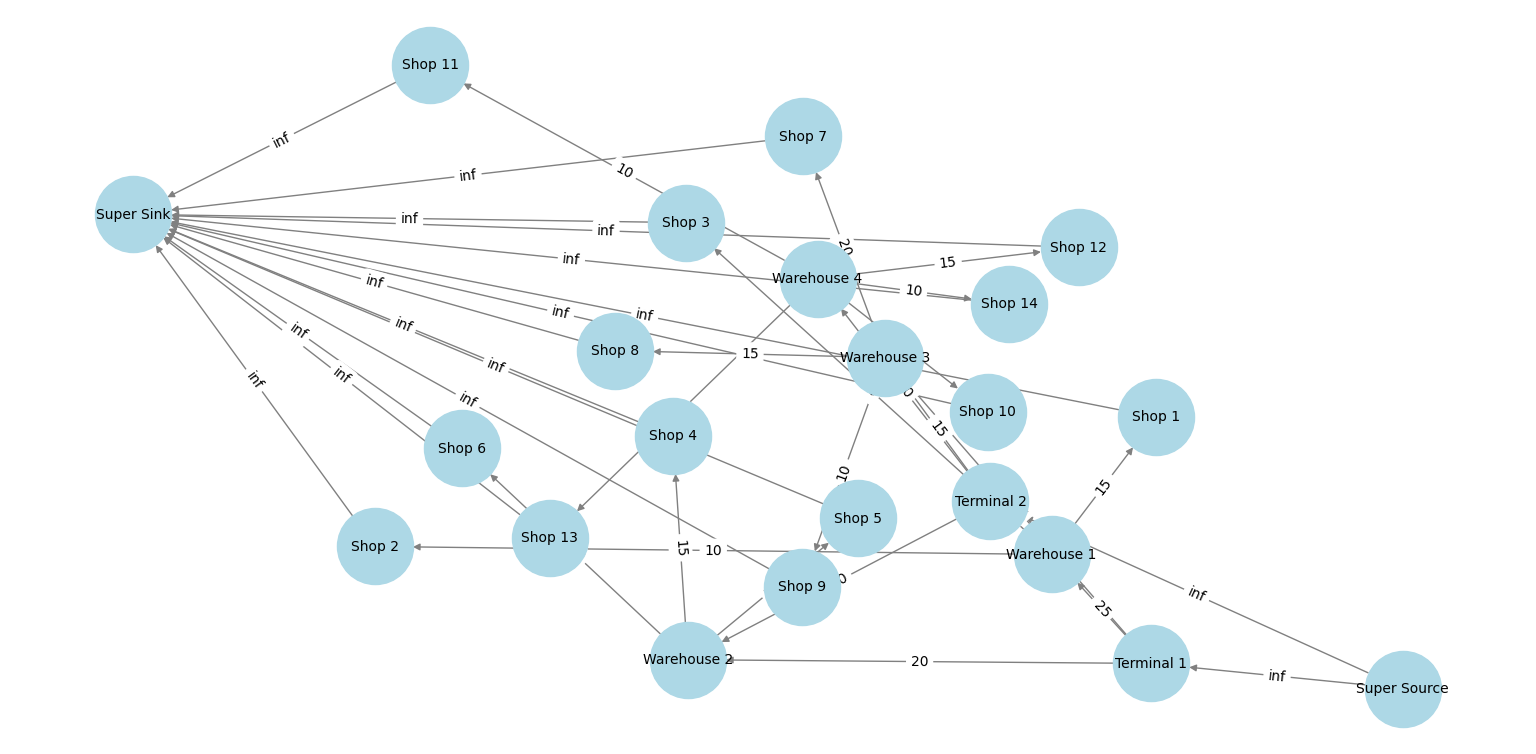 Shop 11
Shop 7
inf
10
inf
Super Sink
inf
Shop 3
inf
20
Shop 12
inf
15
Warehouse 4
inf
10
Shop 14
inf
inf
inf
inf
inf
Shop 8
15
Warehouse 3
inf
inf
inf
inf
Shop 10
Shop 1
15
Shop 4
Shop 6
10
15
Terminal 2
Shop 5
Shop 2
Shop 13
15
10
Warehouse 1
Shop 9
inf
25
Warehouse 2
20
Terminal 1
inf
Super Source